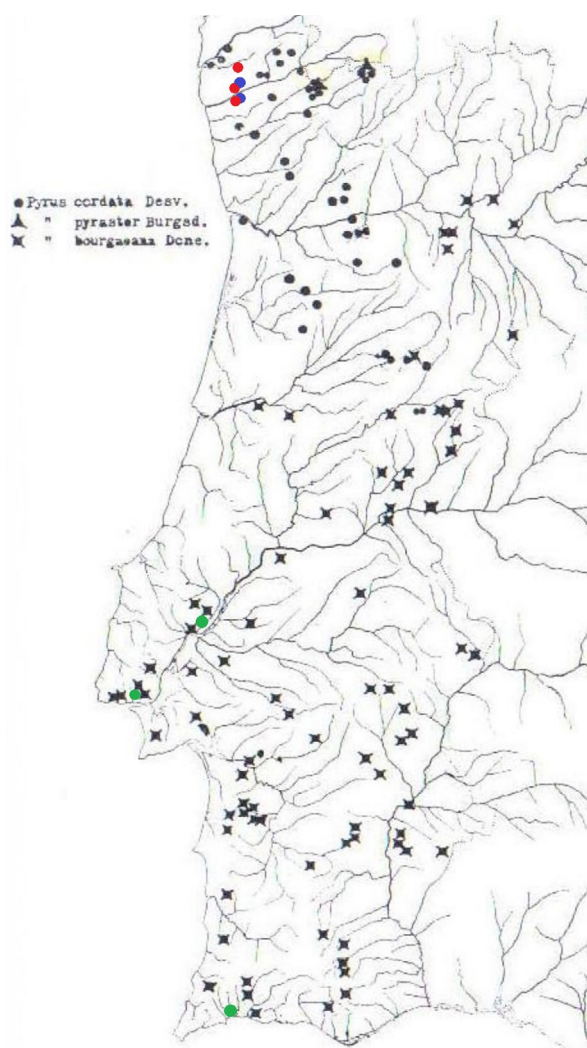 Pyrus cordata Desv.
" pyraster Burgsd.
" bourgaeana Dcne.